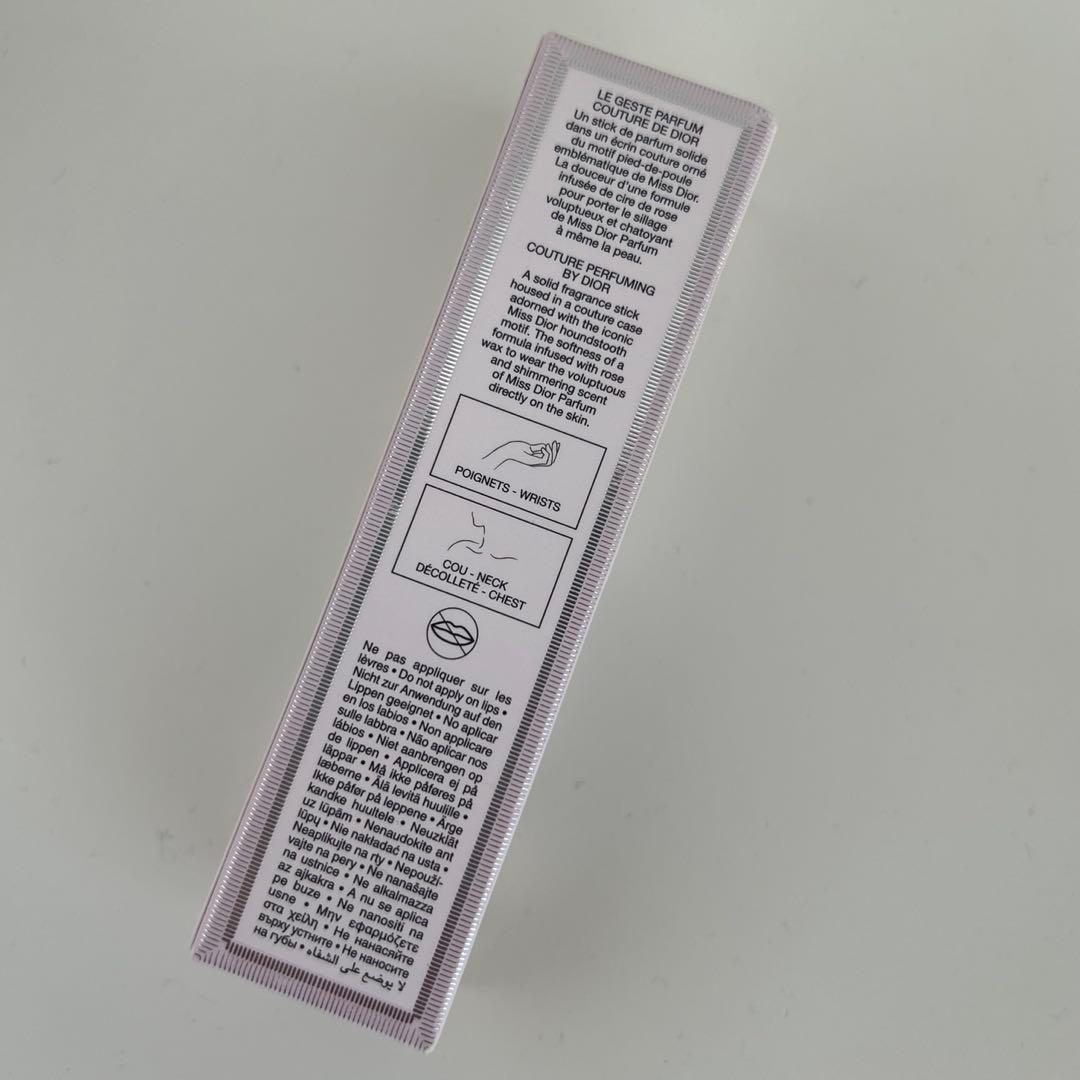 LE GESTE PARFUM
COUTURE DE DIOR
Un stick de parfum solide
dans un écrin couture orné
du motif pied-de-poule
emblématique de Miss Dior.
La douceur d'une formule
infusée de cire de rose
pour porter le sillage
voluptueux et chatoyant
de Miss Dior Parfum
à même la peau.
COUTURE PERFUMING
BY DIOR
A solid fragrance stick
housed in a couture case
adorned with the iconic
Miss Dior houndstooth
motif. The softness of a
formula infused with rose
wax to wear the voluptuous
and shimmering scent
of Miss Dior Parfum
directly on the skin.
POIGNETS - WRISTS
COU - NECK
DÉCOLLETÉ - CHEST
Ne pas appliquer sur les
lèvres • Do not apply on lips •
Nicht zur Anwendung auf den
Lippen geeignet • No aplicar
en los labios • Non applicare
sulle labbra • Não aplicar nos
lábios • Niet aanbrengen op
de lippen • Applicera ej på
läppar • Må ikke påføres på
læberne • Älä levitä huulille •
Ikke påfør på leppene • Ärge
kandke huultele • Neuzklāt
uz lūpām • Nenaudokite ant
lūpų • Nie nakładać na usta •
Neaplikujte na rty • Nepouží-
vajte na pery • Ne nanašajte
na ustnice • Ne alkalmazza
az ajkakra • A nu se aplica
pe buze • Ne nanositi na
usne • Μην εφαρμόζετε
στα χείλη • Не нанасяйте
върху устните • Не наносите
на губы • لا يوضع على الشفاه